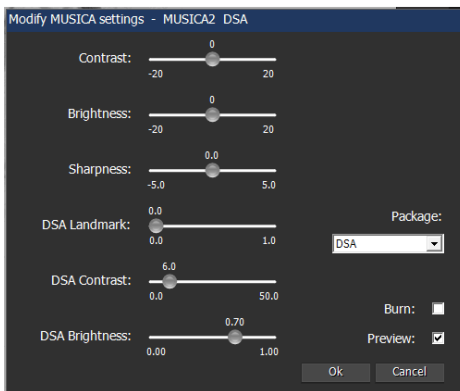 Modify MUSICA settings - MUSICA2 DSA
0
Contrast:
-20 20
0
Brightness:
-20 20
0.0
Sharpness:
-5.0 5.0
0.0
DSA Landmark:
0.0 1.0
Package:
DSA
6.0
DSA Contrast:
0.0 50.0
Burn:
0.70
DSA Brightness:
0.00 1.00
Preview:
Ok Cancel